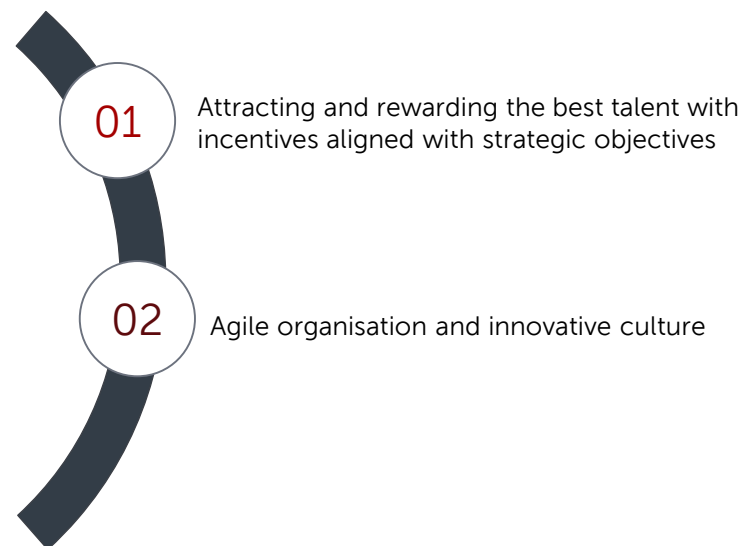 01
Attracting and rewarding the best talent with
incentives aligned with strategic objectives
02
Agile organisation and innovative culture